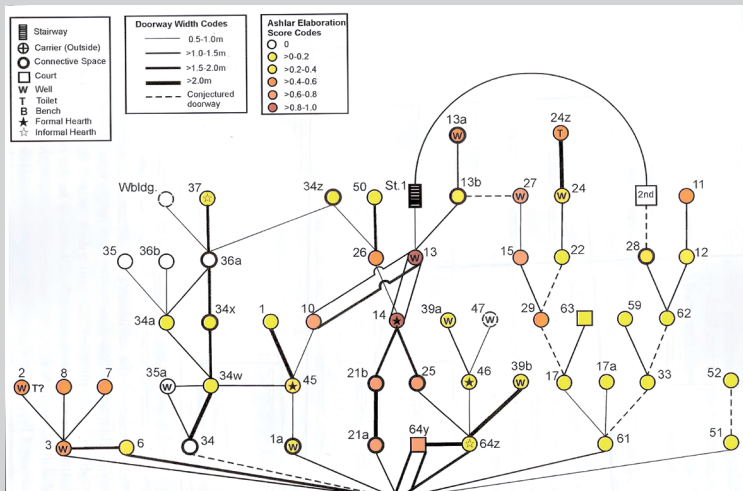 Stairway
Carrier (Outside)
Connective Space
Court
W Well
T Toilet
B Bench
Formal Hearth
Informal Hearth
Doorway Width Codes
0.5-1.0m
>1.0-1.5m
>1.5-2.0m
>2.0m
Conjectured
doorway
Ashlar Elaboration
Score Codes
0
>0-0.2
>0.2-0.4
>0.4-0.6
>0.6-0.8
>0.8-1.0
13a
W
24z
T
Wbldg.
37
34z
50
St.1
13b
27
W
24
W
2nd
11
35
36b
36a
26
13
W
15
22
28
12
34a
34x
1
10
14
39a
W
47
W
29
63
59
62
2
W
T?
8
7
35a
W
34w
45
21b
25
46
39b
W
17
17a
33
52
3
W
6
34
1a
W
21a
64y
64z
61
51